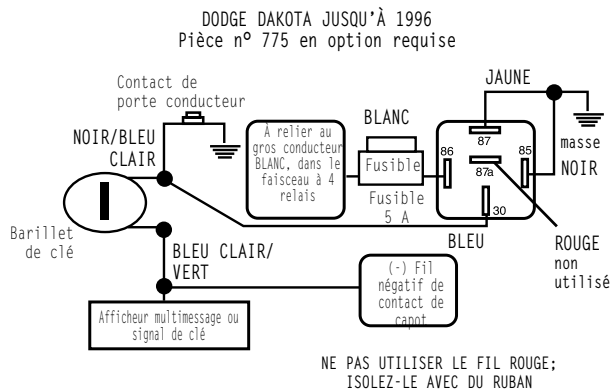 DODGE DAKOTA JUSQU'À 1996
Pièce nº 775 en option requise
Contact de
porte conducteur
NOIR/BLEU
CLAIR
À relier au
gros conducteur
BLANC, dans le
faisceau à 4
relais
BLANC
Fusible
Fusible
5 A
JAUNE
87
86
85
87a
30
masse
NOIR
BLEU
ROUGE
non
utilisé
Barillet
de clé
BLEU CLAIR/
VERT
(-) Fil
négatif de
contact de
capot
Afficheur multimessage ou
signal de clé
NE PAS UTILISER LE FIL ROUGE;
ISOLEZ-LE AVEC DU RUBAN